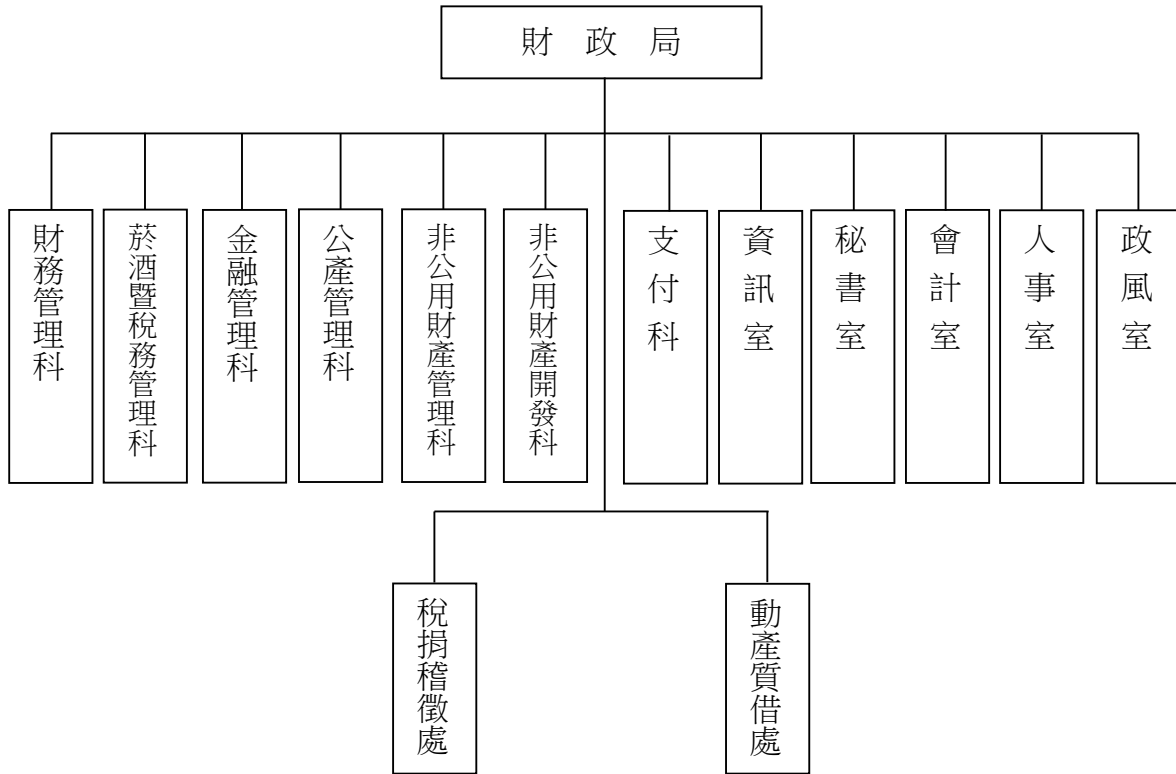 財政局
財務管理科
菸酒暨稅務管理科
金融管理科
公產管理科
非公用財產管理科
非公用財產開發科
支付科
資訊室
秘書室
會計室
人事室
政風室
稅捐稽徵處
動產質借處